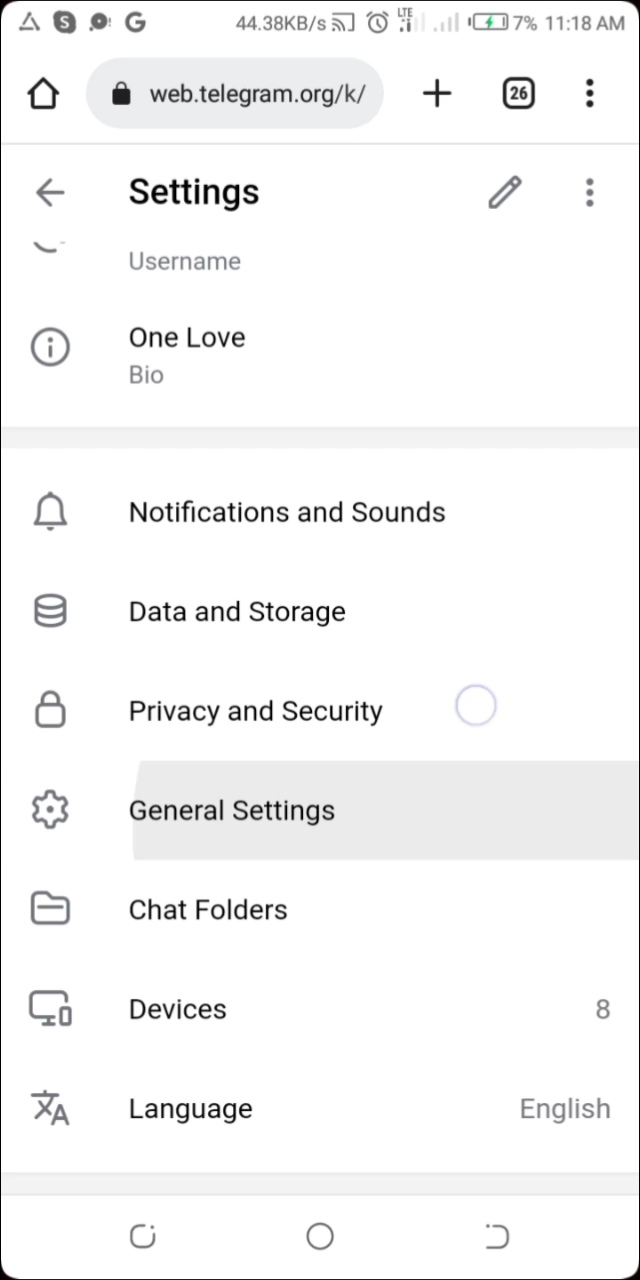 44.38KB/s LTE 7% 11:18 AM
web.telegram.org/k/ 26
Settings
Username
One Love
Bio
Notifications and Sounds
Data and Storage
Privacy and Security
General Settings
Chat Folders
Devices 8
Language English